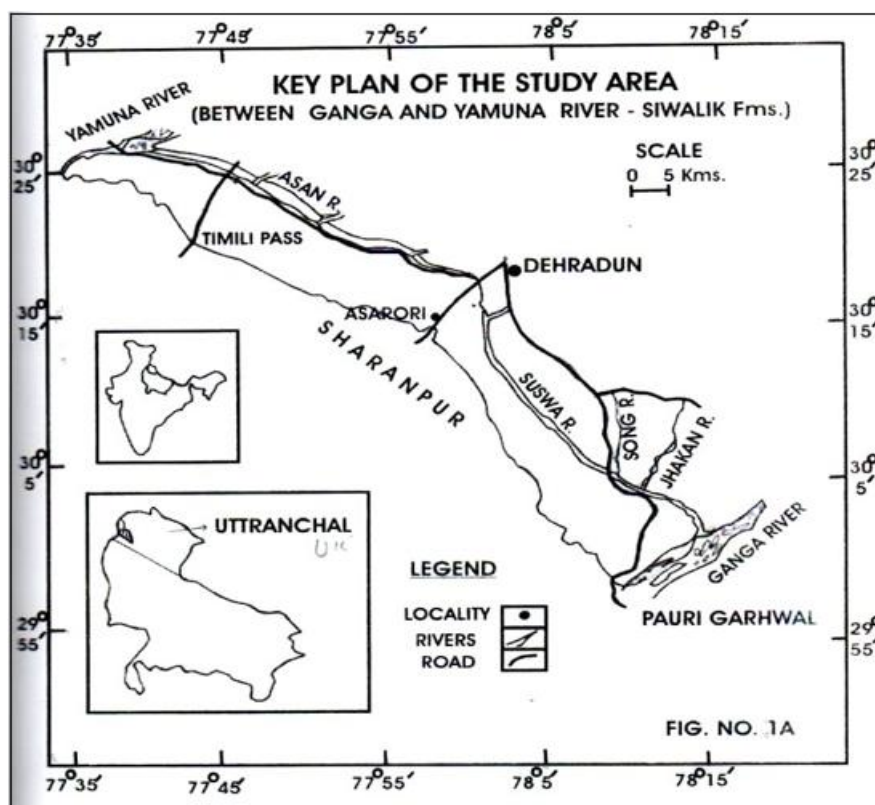 77° 35′
77° 45′
77° 55′
78° 5′
78° 15′
KEY PLAN OF THE STUDY AREA
(BETWEEN GANGA AND YAMUNA RIVER - SIWALIK Fms.)
YAMUNA RIVER
SCALE
0 5 Kms.
30° 25′
30° 25′
ASAN R.
TIMILI PASS
DEHRADUN
ASARORI
30° 15′
30° 15′
SHARANPUR
SUSWA R.
SONG R.
JHAKAN R.
30° 5′
30° 5′
UTTRANCHAL
UK
GANGA RIVER
LEGEND
LOCALITY
RIVERS
ROAD
PAURI GARHWAL
29° 55′
29° 55′
FIG. NO. 1A
77° 35′
77° 45′
77° 55′
78° 5′
78° 15′